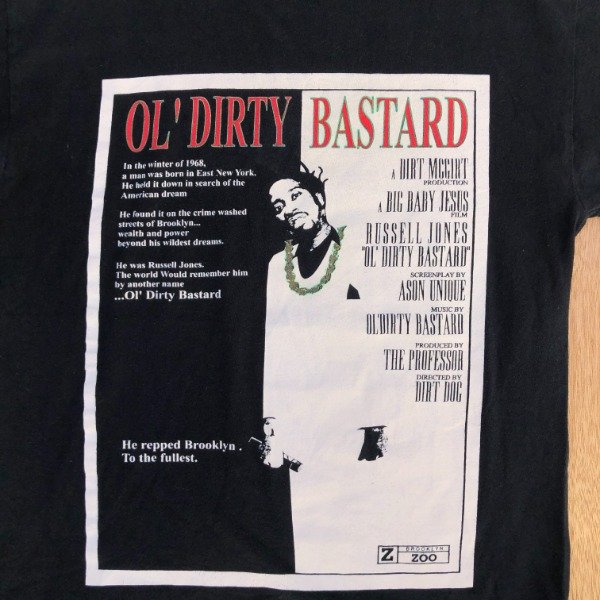 OL' DIRTY BASTARD
In the winter of 1968,
a man was born in East New York.
He held it down in search of the
American dream
He found it on the crime washed
streets of Brooklyn...
wealth and power
beyond his wildest dreams.
He was Russell Jones.
The world Would remember him
by another name
...Ol' Dirty Bastard
He repped Brooklyn .
To the fullest.
A DIRT MCGIRT
PRODUCTION
A BIG BABY JESUS
FILM
RUSSELL JONES
"OL' DIRTY BASTARD"
SCREENPLAY BY
ASON UNIQUE
MUSIC BY
OL'DIRTY BASTARD
PRODUCED BY
THE PROFESSOR
DIRECTED BY
DIRT DOG
Z BROOKLYN
ZOO